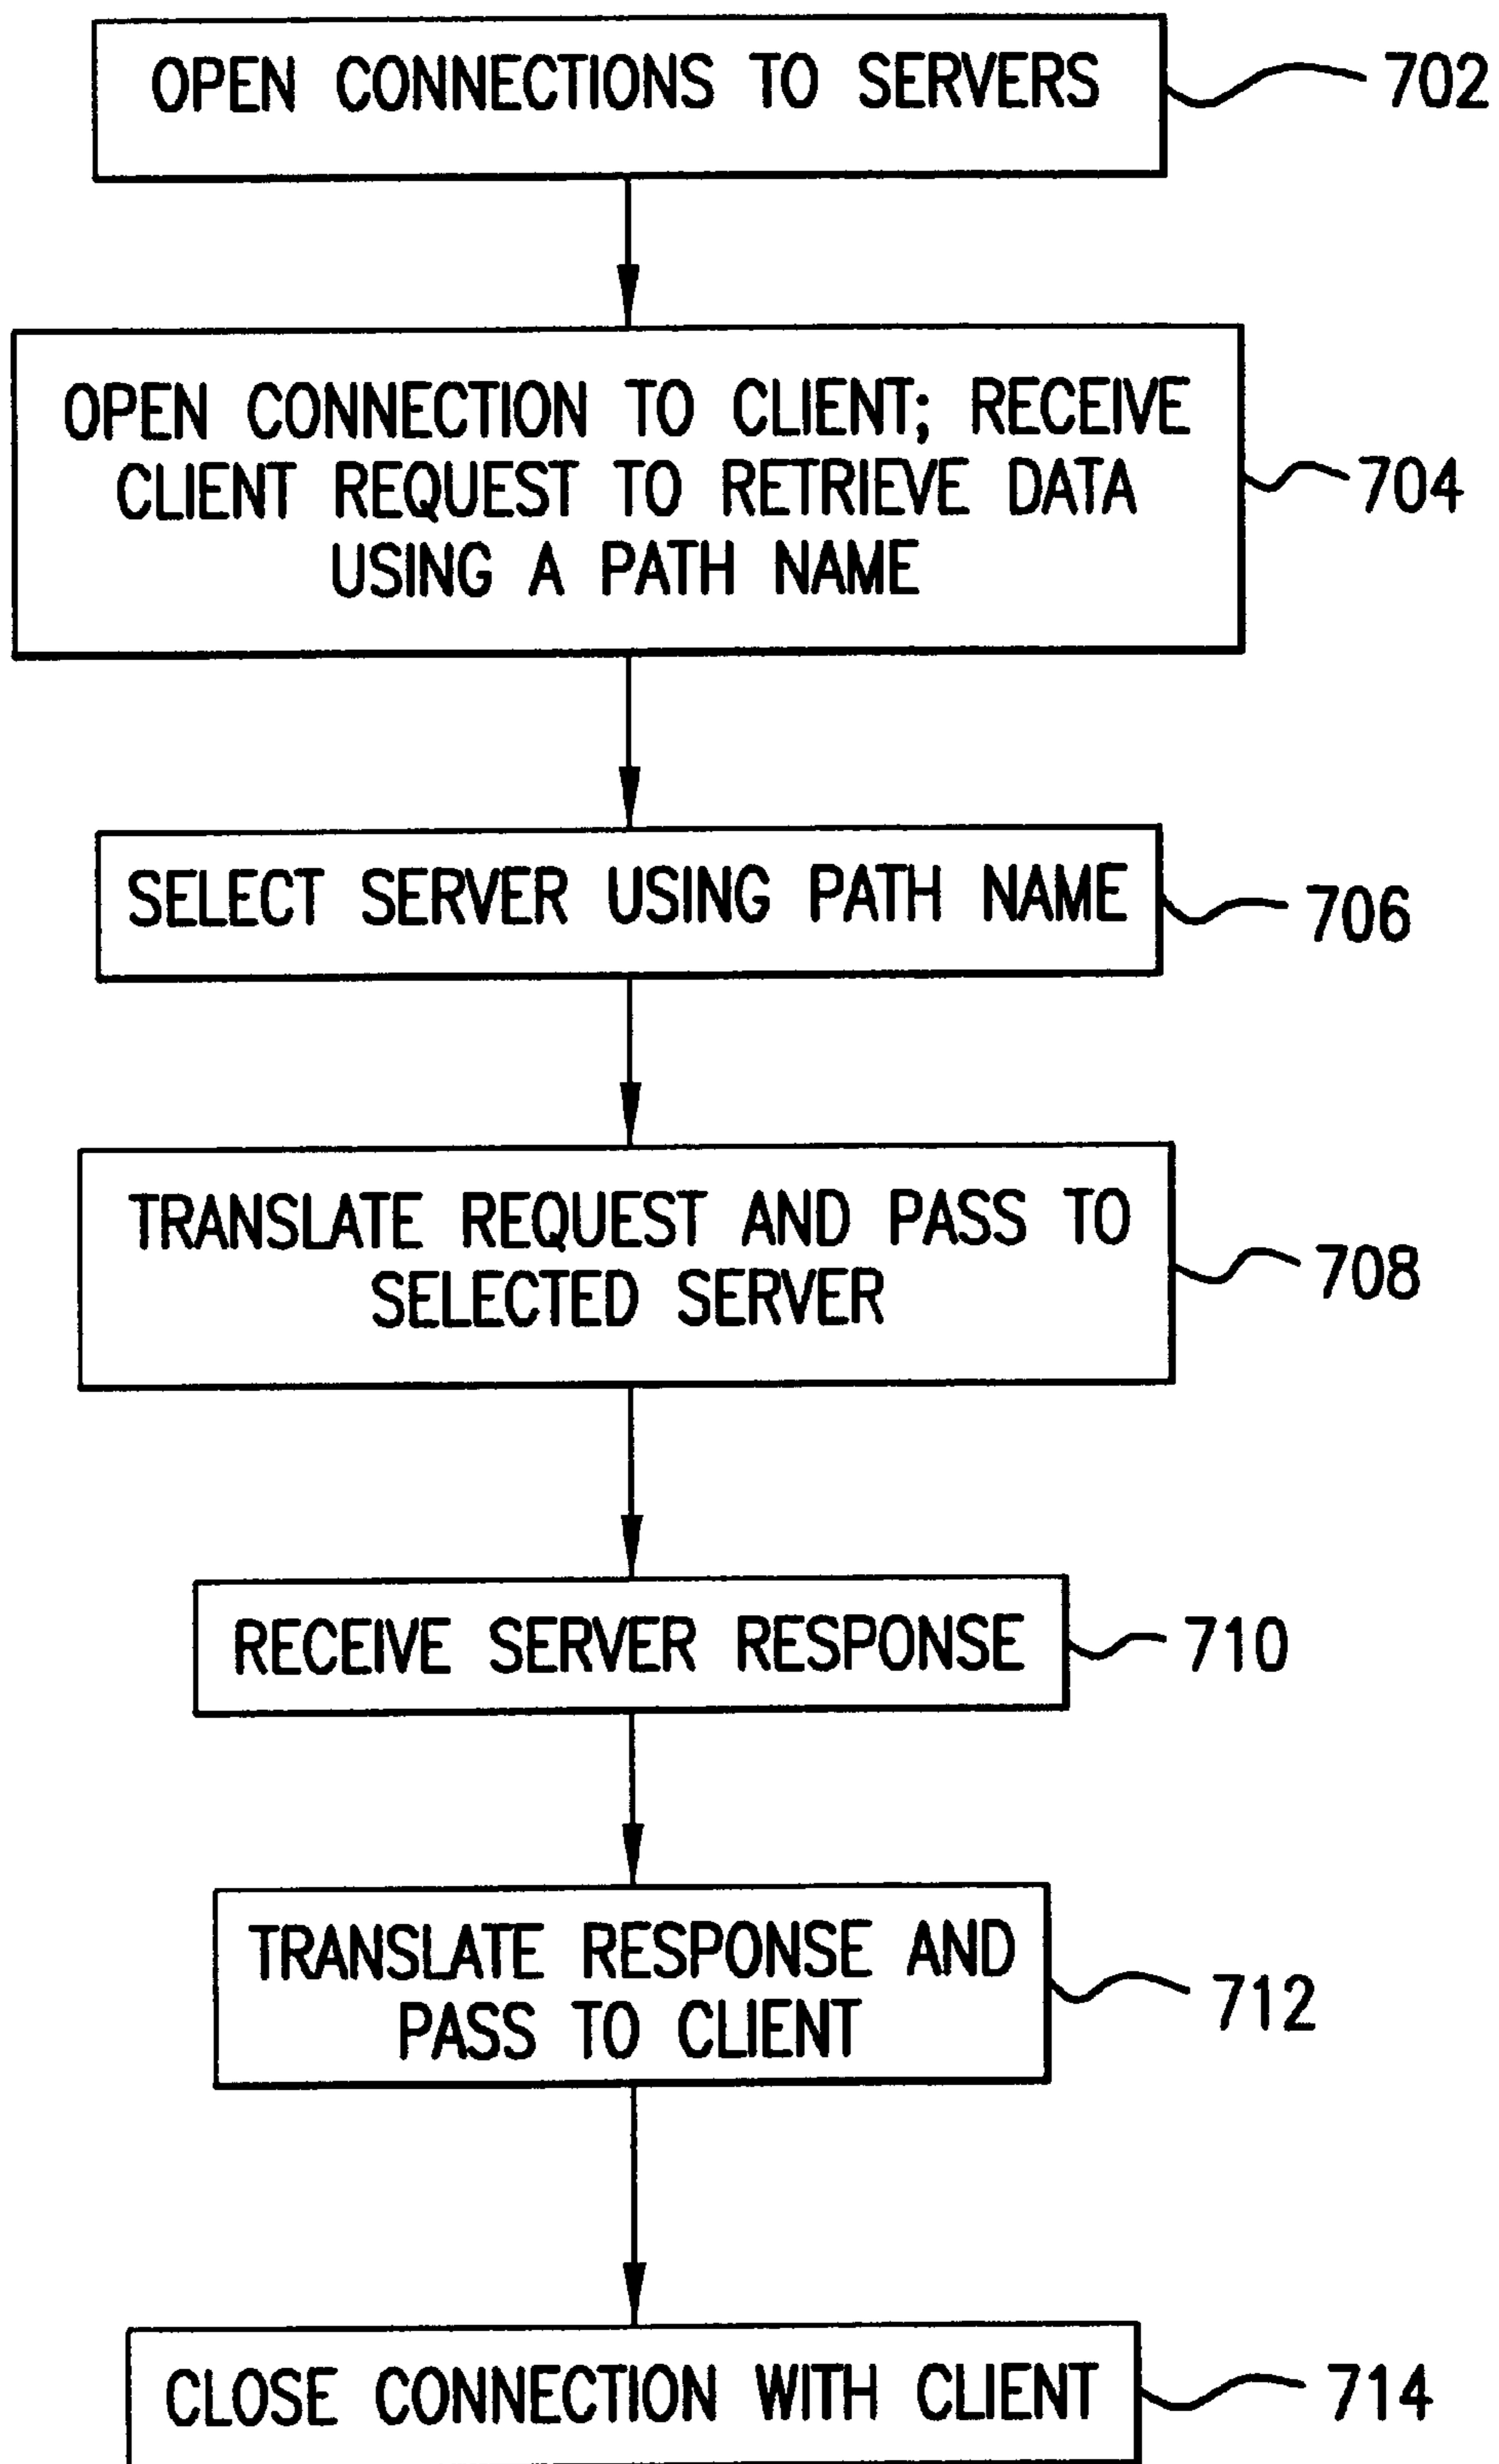 OPEN CONNECTIONS TO SERVERS
702
OPEN CONNECTION TO CLIENT; RECEIVE
CLIENT REQUEST TO RETRIEVE DATA
USING A PATH NAME
704
SELECT SERVER USING PATH NAME
706
TRANSLATE REQUEST AND PASS TO
SELECTED SERVER
708
RECEIVE SERVER RESPONSE
710
TRANSLATE RESPONSE AND
PASS TO CLIENT
712
CLOSE CONNECTION WITH CLIENT
714